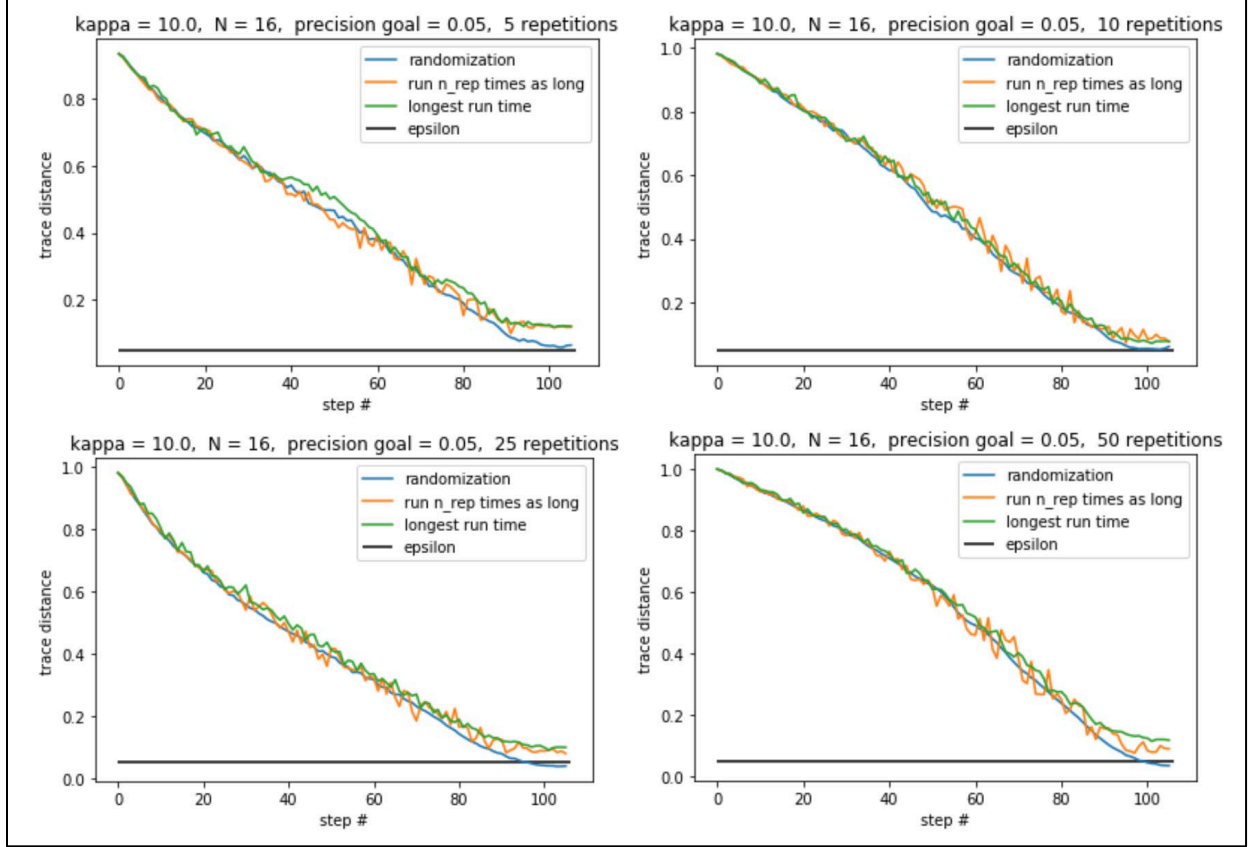 kappa = 10.0, N = 16, precision goal = 0.05, 5 repetitions
randomization
run n_rep times as long
longest run time
epsilon
trace distance
0.8
0.6
0.4
0.2
0 20 40 60 80 100
step #
kappa = 10.0, N = 16, precision goal = 0.05, 10 repetitions
randomization
run n_rep times as long
longest run time
epsilon
trace distance
1.0
0.8
0.6
0.4
0.2
0 20 40 60 80 100
step #
kappa = 10.0, N = 16, precision goal = 0.05, 25 repetitions
randomization
run n_rep times as long
longest run time
epsilon
trace distance
1.0
0.8
0.6
0.4
0.2
0.0
0 20 40 60 80 100
step #
kappa = 10.0, N = 16, precision goal = 0.05, 50 repetitions
randomization
run n_rep times as long
longest run time
epsilon
trace distance
1.0
0.8
0.6
0.4
0.2
0.0
0 20 40 60 80 100
step #